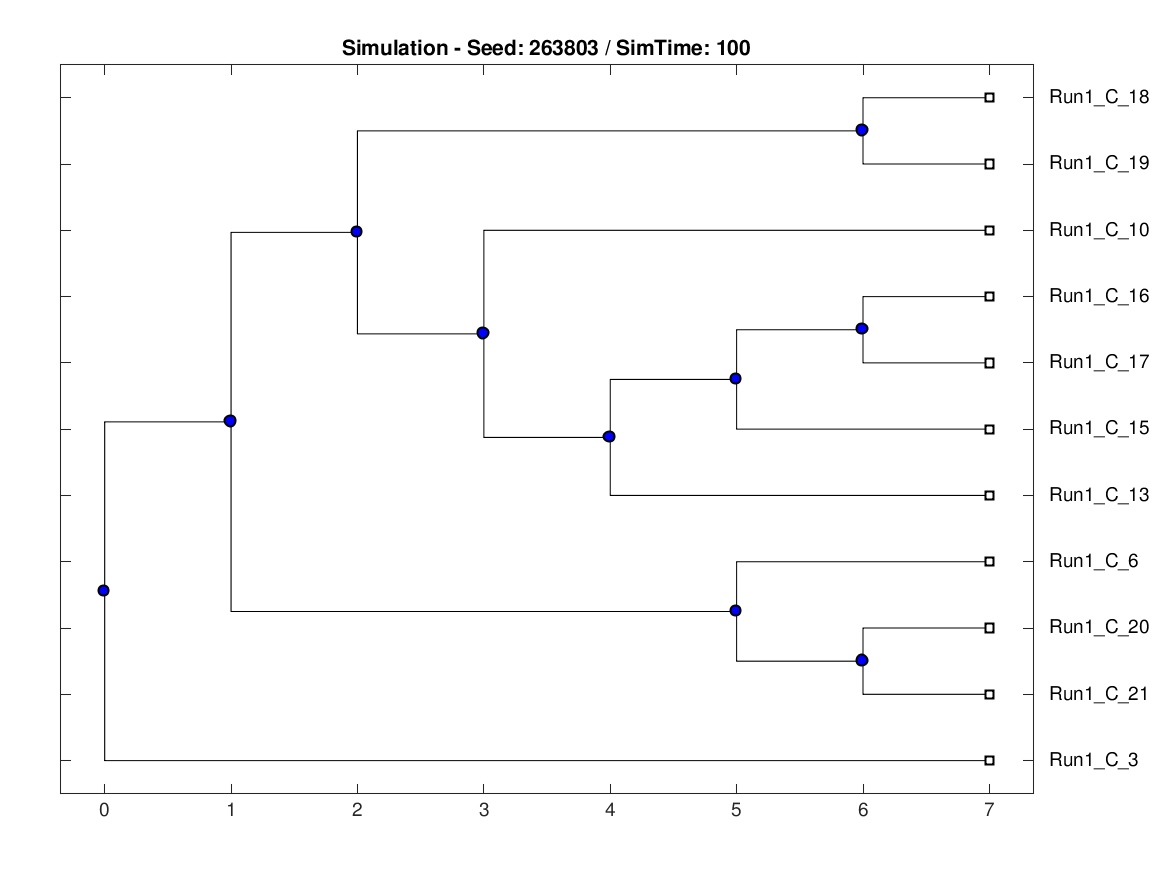 Simulation - Seed: 263803 / SimTime: 100
Run1_C_18
Run1_C_19
Run1_C_10
Run1_C_16
Run1_C_17
Run1_C_15
Run1_C_13
Run1_C_6
Run1_C_20
Run1_C_21
Run1_C_3
0 1 2 3 4 5 6 7